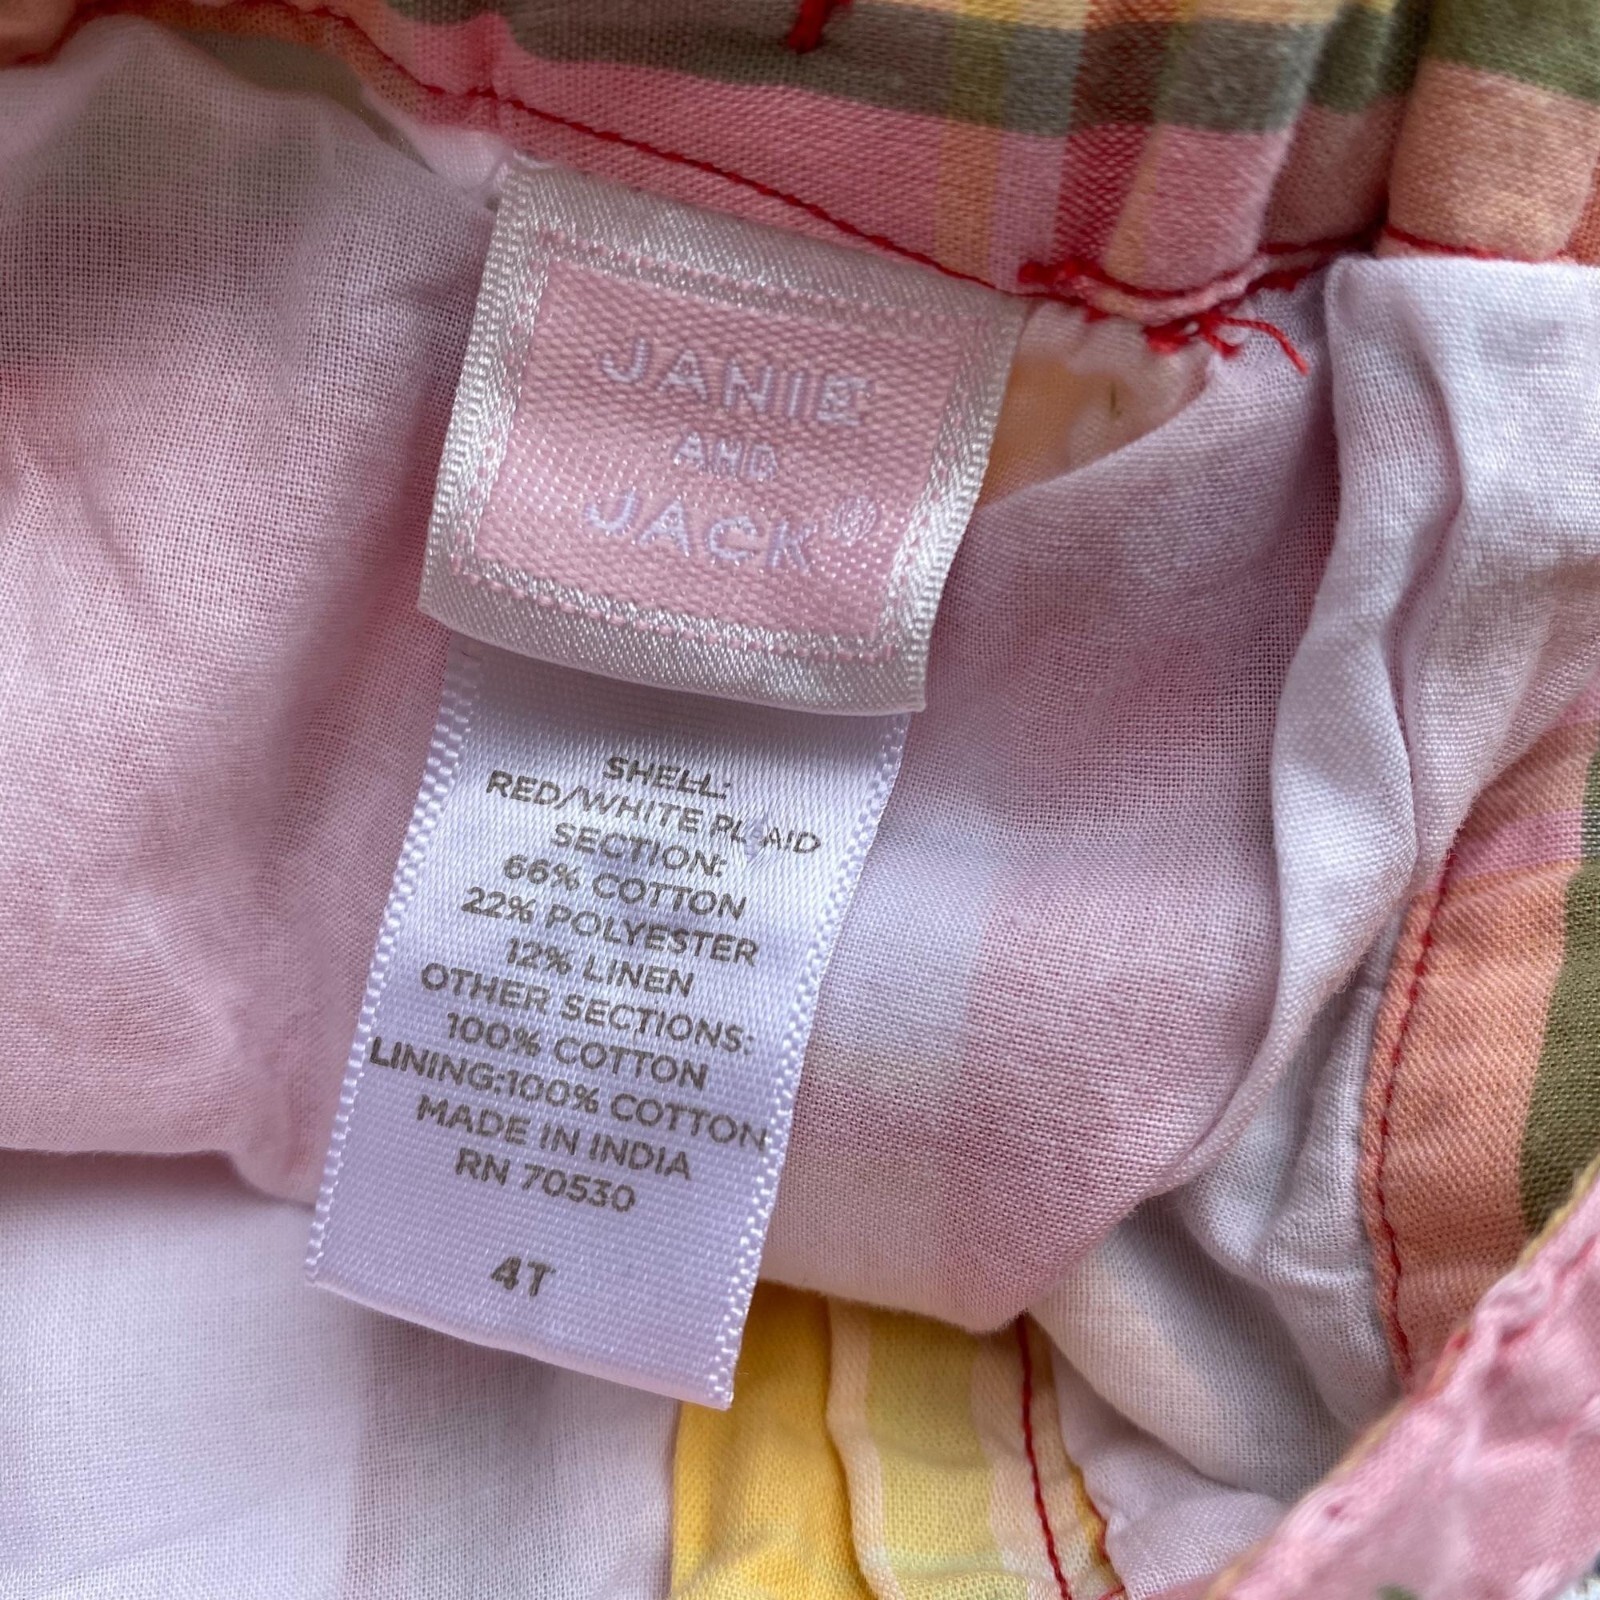 JANIE
AND
JACK®
SHELL:
RED/WHITE PLAID
SECTION:
66% COTTON
22% POLYESTER
12% LINEN
OTHER SECTIONS:
100% COTTON
LINING:100% COTTON
MADE IN INDIA
RN 70530
4T